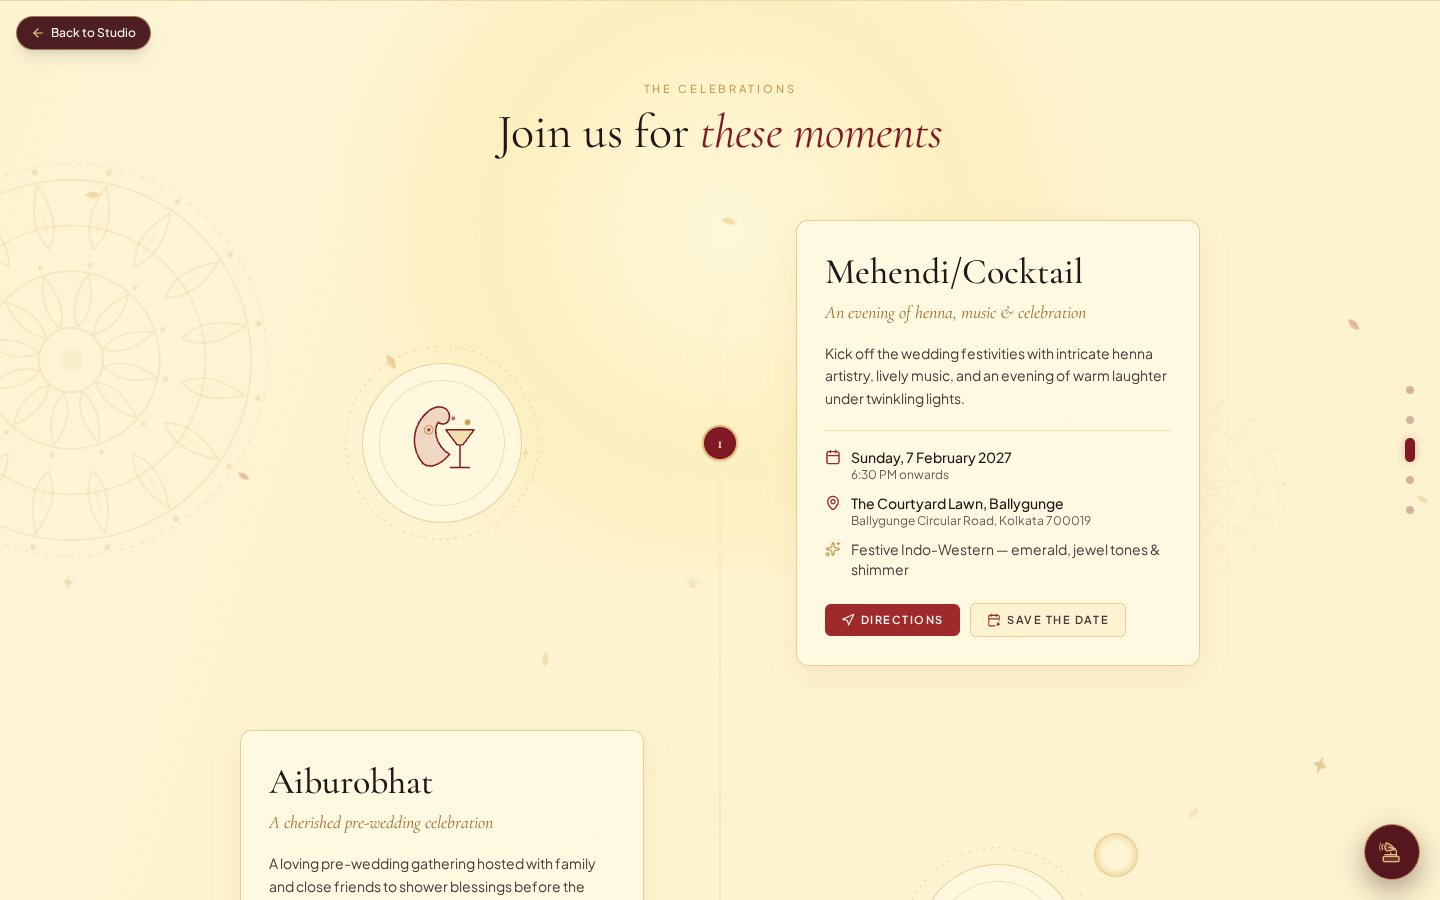 Back to Studio
THE CELEBRATIONS
Join us for these moments
Mehendi/Cocktail
An evening of henna, music & celebration
Kick off the wedding festivities with intricate henna
artistry, lively music, and an evening of warm laughter
under twinkling lights.
1
Sunday, 7 February 2027
6:30 PM onwards
The Courtyard Lawn, Ballygunge
Ballygunge Circular Road, Kolkata 700019
Festive Indo-Western — emerald, jewel tones &
shimmer
DIRECTIONS
SAVE THE DATE
Aiburobhat
A cherished pre-wedding celebration
A loving pre-wedding gathering hosted with family
and close friends to shower blessings before the